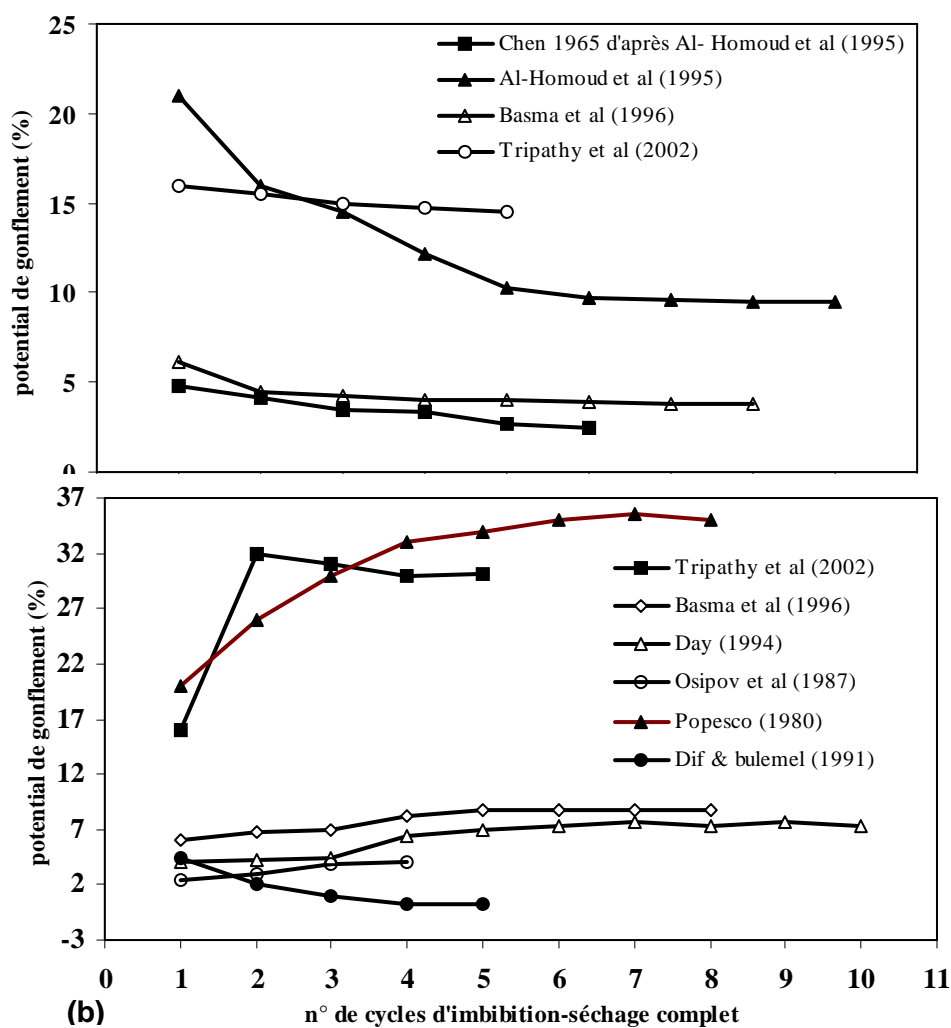 25
20
15
10
5
0
potential de gonflement (%)
Chen 1965 d'après Al- Homoud et al (1995)
Al-Homoud et al (1995)
Basma et al (1996)
Tripathy et al (2002)
37
32
27
22
17
12
7
2
-3
potential de gonflement (%)
Tripathy et al (2002)
Basma et al (1996)
Day (1994)
Osipov et al (1987)
Popesco (1980)
Dif & bulemel (1991)
0 1 2 3 4 5 6 7 8 9 10 11
(b) n° de cycles d'imbibition-séchage complet